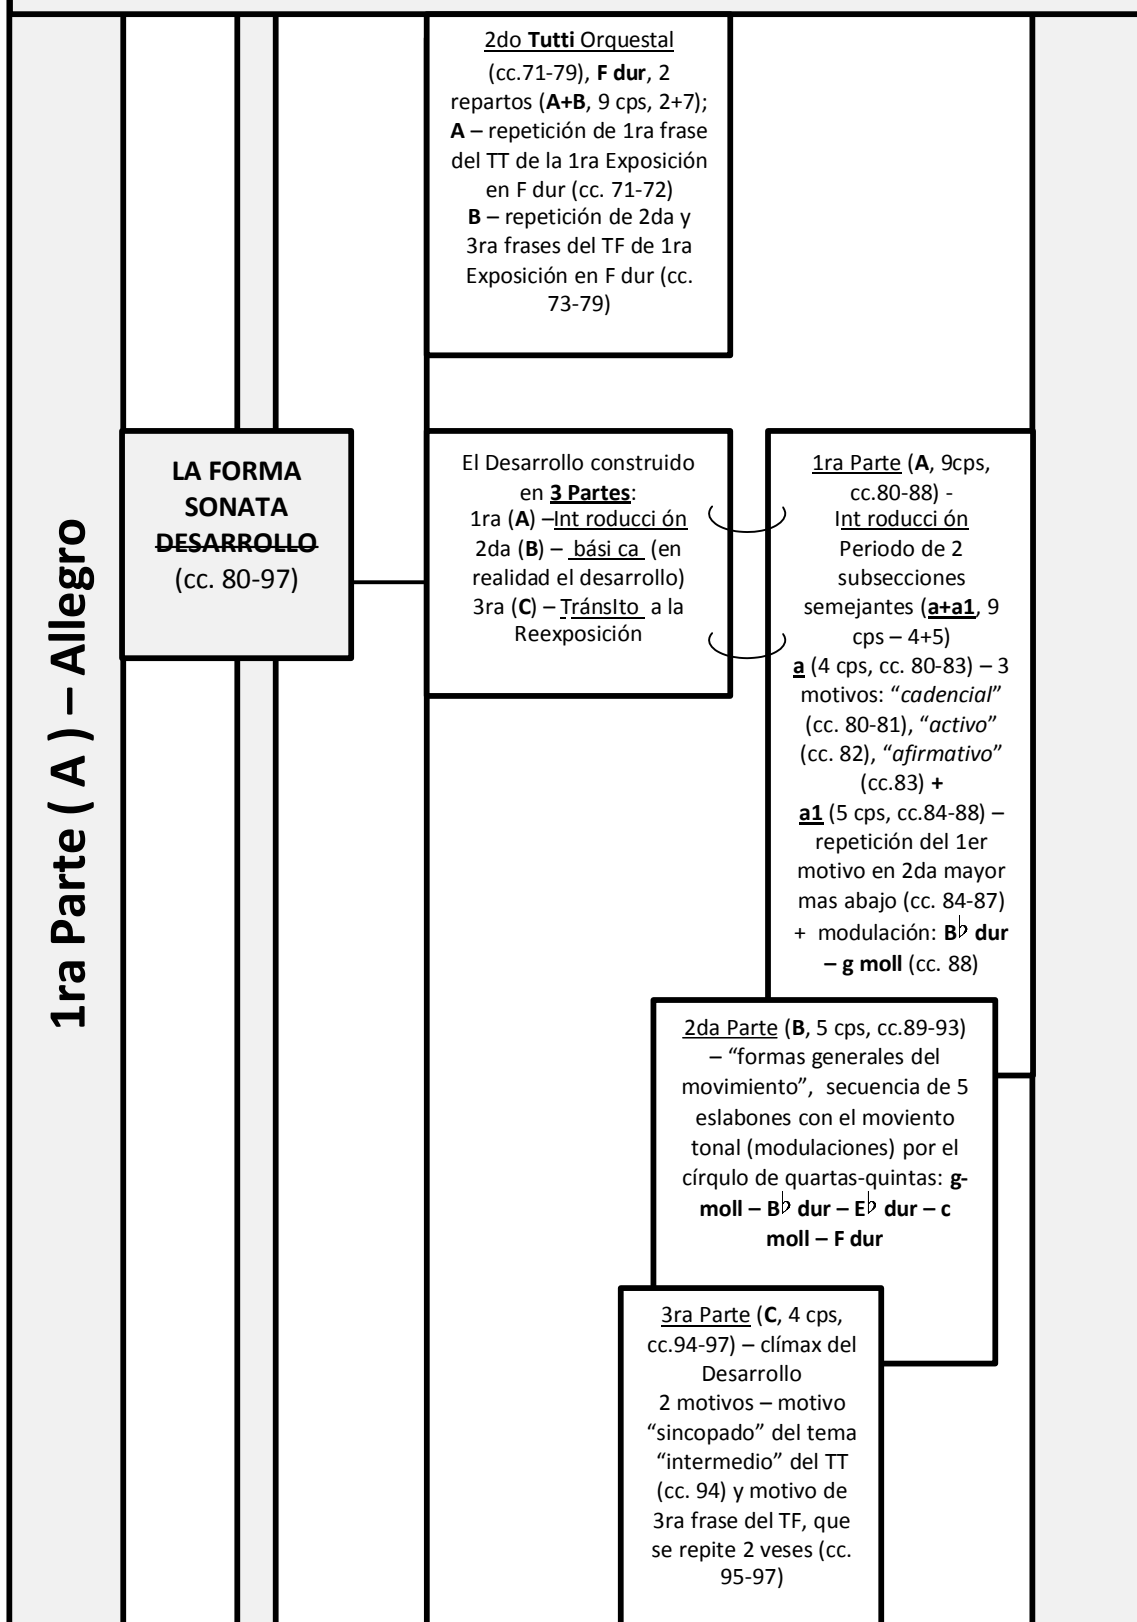 1ra Parte ( A ) – Allegro
2do Tutti Orquestal
(cc.71-79), F dur, 2
repartos (A+B, 9 cps, 2+7);
A – repetición de 1ra frase
del TT de la 1ra Exposición
en F dur (cc. 71-72)
B – repetición de 2da y
3ra frases del TF de 1ra
Exposición en F dur (cc.
73-79)
LA FORMA
SONATA
DESARROLLO
(cc. 80-97)
El Desarrollo construido
en 3 Partes:
1ra (A) –Int roducci ón
2da (B) – bási ca (en
realidad el desarrollo)
3ra (C) – TránsIto a la
Reexposición
1ra Parte (A, 9cps,
cc.80-88) -
Int roducci ón
Periodo de 2
subsecciones
semejantes (a+a1, 9
cps – 4+5)
a (4 cps, cc. 80-83) – 3
motivos: “cadencial”
(cc. 80-81), “activo”
(cc. 82), “afirmativo”
(cc.83) +
a1 (5 cps, cc.84-88) –
repetición del 1er
motivo en 2da mayor
mas abajo (cc. 84-87)
+ modulación: B♭ dur
– g moll (cc. 88)
2da Parte (B, 5 cps, cc.89-93)
– “formas generales del
movimiento”, secuencia de 5
eslabones con el moviento
tonal (modulaciones) por el
círqulo de quartas-quintas: g-
moll – B♭ dur – E♭ dur – c
moll – F dur
3ra Parte (C, 4 cps,
cc.94-97) – clímax del
Desarrollo
2 motivos – motivo
“sincopado” del tema
“intermedio” del TT
(cc. 94) y motivo de
3ra frase del TF, que
se repite 2 veses (cc.
95-97)